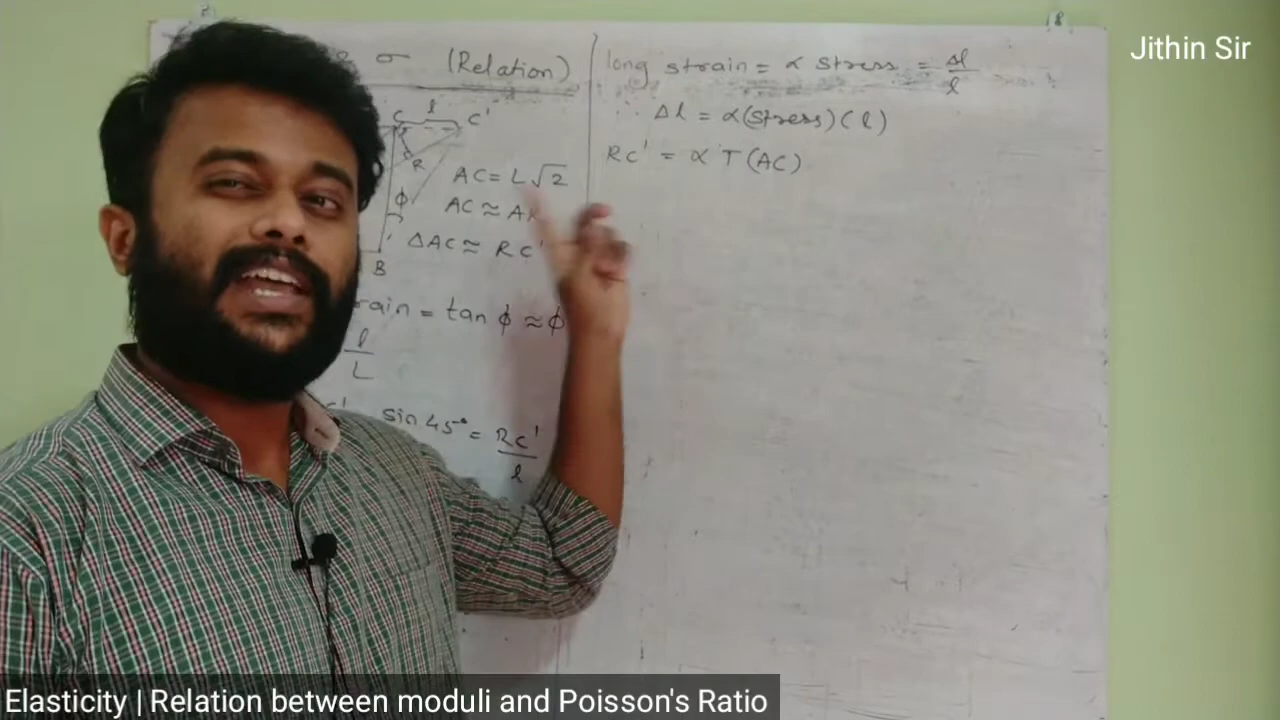 Jithin Sir
σ (Relation)
C l C'
R
AC = L√2
φ
AC ≈ A
ΔAC ≈ RC'
B
rain = tan φ ≈ φ
l/L
sin 45° = RC'/l
long strain = α stress = Δl/l
∴ Δl = α(stress)(l)
RC' = α T (AC)
Elasticity | Relation between moduli and Poisson's Ratio